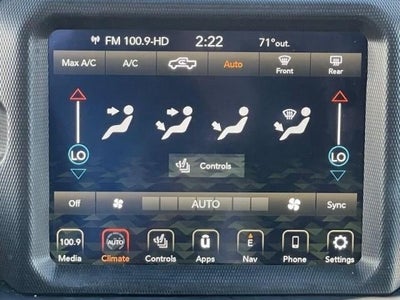 FM 100.9-HD 2:22 71°out.
Max A/C A/C Auto Front Rear
LO LO
Controls
Off AUTO Sync
100.9 AUTO E
Media Climate Controls Apps Nav Phone Settings